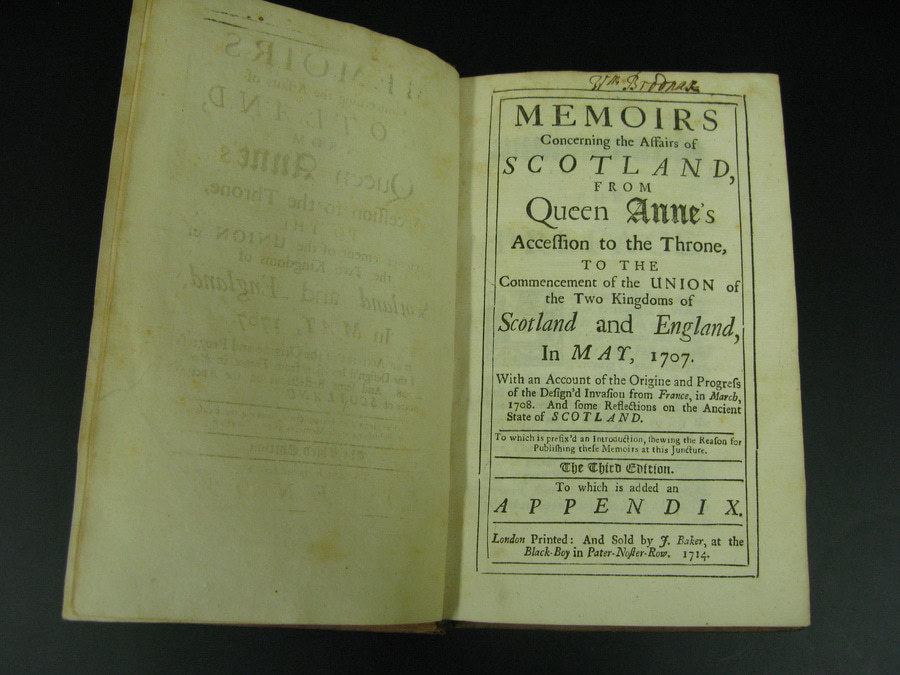 Wm Brodnax
MEMOIRS
Concerning the Affairs of
SCOTLAND,
FROM
Queen Anne's
Acceſſion to the Throne,
TO THE
Commencement of the UNION of
the Two Kingdoms of
Scotland and England,
In MAY, 1707.
With an Account of the Origine and Progreſs
of the Deſign'd Invaſion from France, in March,
1708. And ſome Reflections on the Ancient
State of SCOTLAND.
To which is prefix'd an Introduction, ſhewing the Reaſon for
Publiſhing theſe Memoirs at this Juncture.
The Third Edition.
To which is added an
APPENDIX.
London Printed: And Sold by J. Baker, at the
Black-Boy in Pater-Noſter-Row. 1714.